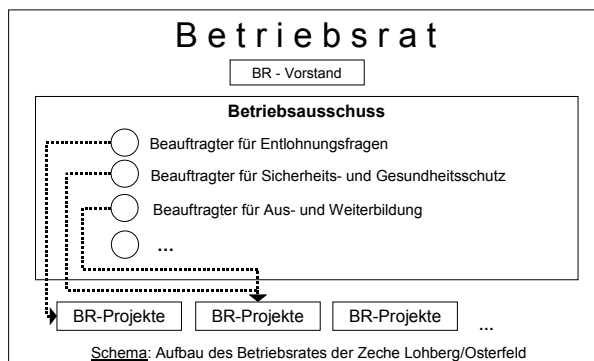 Betriebsrat
BR - Vorstand
Betriebsausschuss
Beauftragter für Entlohnungsfragen
Beauftragter für Sicherheits- und Gesundheitsschutz
Beauftragter für Aus- und Weiterbildung
...
BR-Projekte BR-Projekte BR-Projekte ...
Schema: Aufbau des Betriebsrates der Zeche Lohberg/Osterfeld